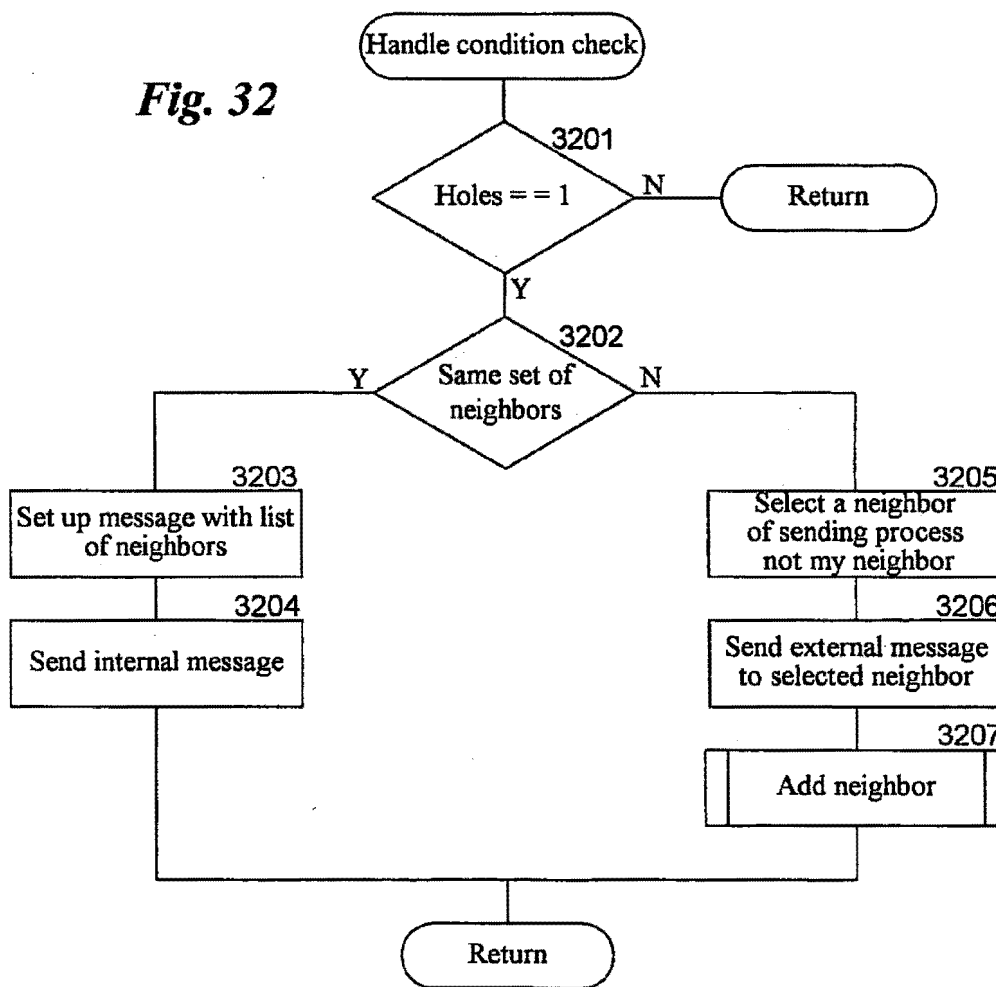 Handle condition check
Fig. 32
3201
Holes = = 1
N
Return
Y
3202
Y
Same set of
neighbors
N
3203
Set up message with list
of neighbors
3204
Send internal message
3205
Select a neighbor
of sending process
not my neighbor
3206
Send external message
to selected neighbor
3207
Add neighbor
Return